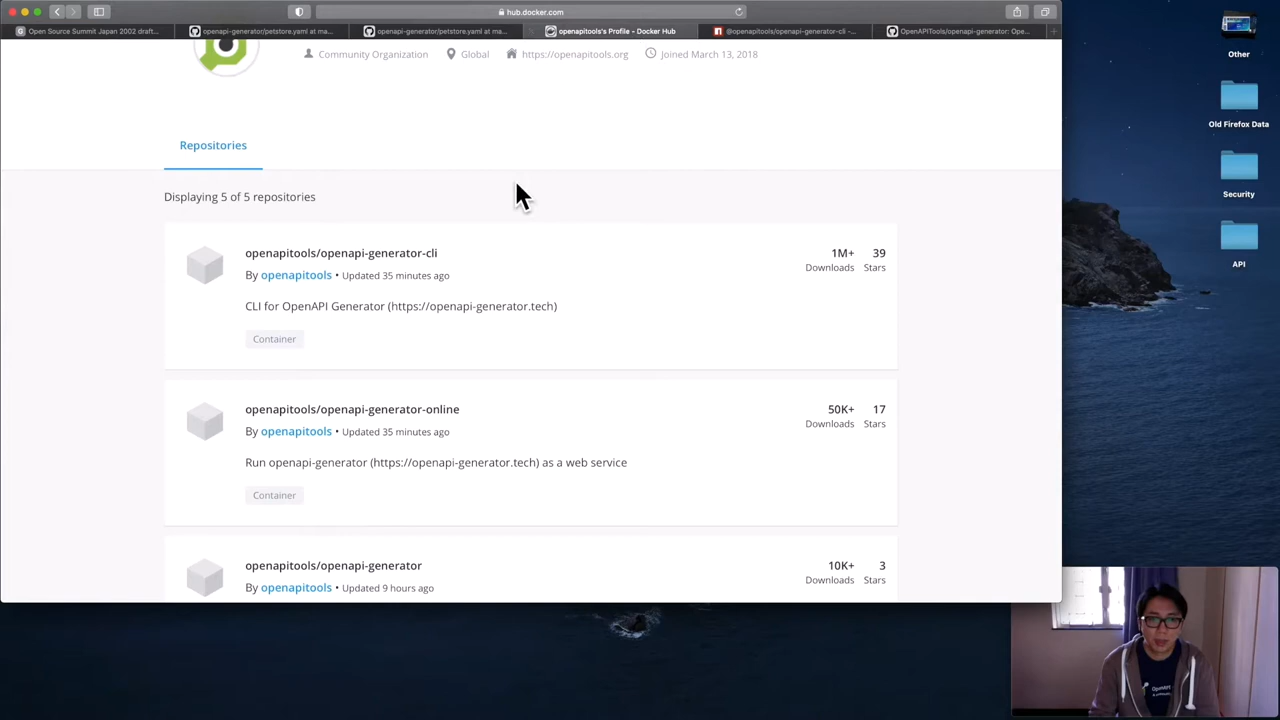 hub.docker.com
Open Source Summit Japan 2002 draft...
openapi-generator/petstore.yaml at ma...
openapi-generator/petstore.yaml at ma...
openapitools's Profile - Docker Hub
@openapitools/openapi-generator-cli -...
OpenAPITools/openapi-generator: Ope...
Community Organization
Global
https://openapitools.org
Joined March 13, 2018
Repositories
Displaying 5 of 5 repositories
openapitools/openapi-generator-cli
By openapitools • Updated 35 minutes ago
CLI for OpenAPI Generator (https://openapi-generator.tech)
Container
1M+ 39
Downloads Stars
openapitools/openapi-generator-online
By openapitools • Updated 35 minutes ago
Run openapi-generator (https://openapi-generator.tech) as a web service
Container
50K+ 17
Downloads Stars
openapitools/openapi-generator
By openapitools • Updated 9 hours ago
10K+ 3
Downloads Stars
Other
Old Firefox Data
Security
API